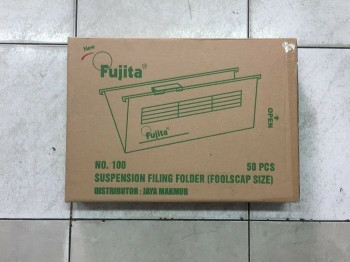 New
Fujita®
Fujita®
OPEN
NO. 100 50 PCS
SUSPENSION FILING FOLDER (FOOLSCAP SIZE)
DISTRIBUTOR : JAYA MAKMUR